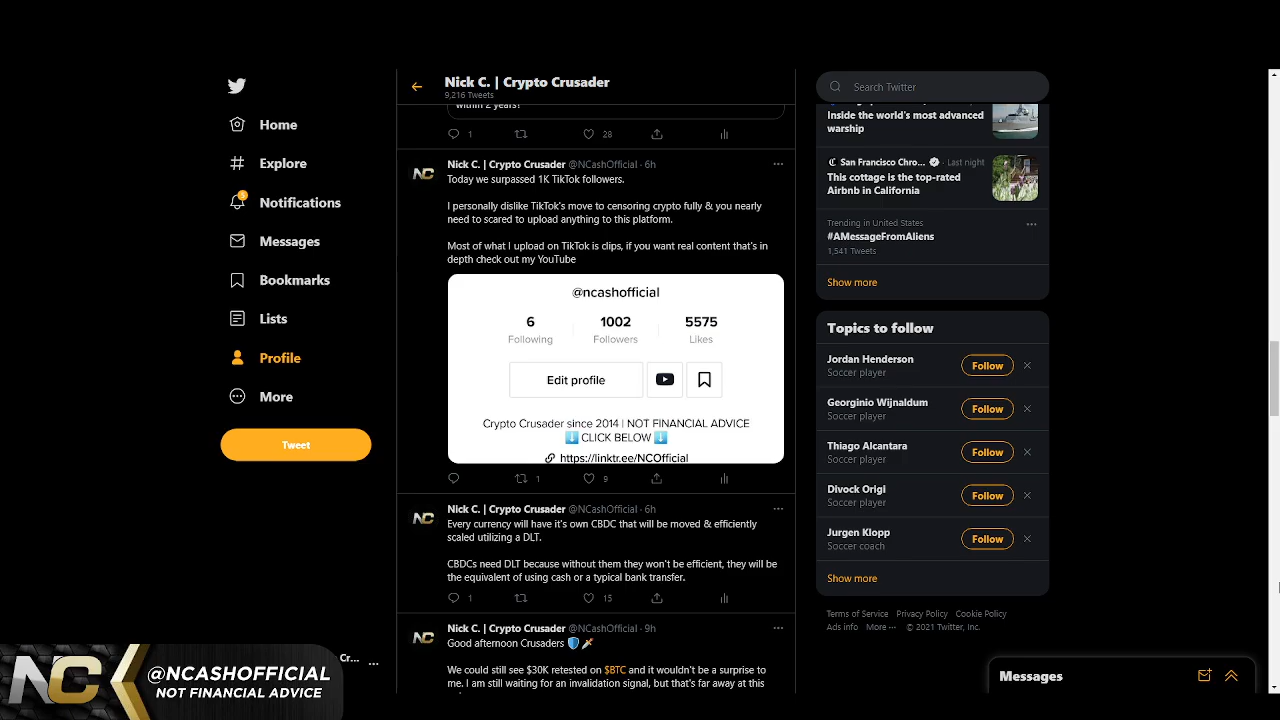 Home
Explore
5
Notifications
Messages
Bookmarks
Lists
Profile
More
Tweet
Nick C. | Crypto Crusader
9,216 Tweets
within 2 years?
1
28
Nick C. | Crypto Crusader @NCashOfficial · 6h
Today we surpassed 1K TikTok followers.
I personally dislike TikTok's move to censoring crypto fully & you nearly
need to scared to upload anything to this platform.
Most of what I upload on TikTok is clips, if you want real content that's in
depth check out my YouTube
@ncashofficial
6 1002 5575
Following Followers Likes
Edit profile
Crypto Crusader since 2014 | NOT FINANCIAL ADVICE
⬇️ CLICK BELOW ⬇️
https://linktr.ee/NCOfficial
1 9
Nick C. | Crypto Crusader @NCashOfficial · 6h
Every currency will have it's own CBDC that will be moved & efficiently
scaled utilizing a DLT.
CBDCs need DLT because without them they won't be efficient, they will be
the equivalent of using cash or a typical bank transfer.
1 15
Nick C. | Crypto Crusader @NCashOfficial · 9h
Good afternoon Crusaders
We could still see $30K retested on $BTC and it wouldn't be a surprise to
me. I am still waiting for an invalidation signal, but that's far away at this
Search Twitter
Inside the world's most advanced
warship
San Francisco Chro... · Last night
This cottage is the top-rated
Airbnb in California
Trending in United States
#AMessageFromAliens
1,541 Tweets
Show more
Topics to follow
Jordan Henderson
Soccer player
Follow
Georginio Wijnaldum
Soccer player
Follow
Thiago Alcantara
Soccer player
Follow
Divock Origi
Soccer player
Follow
Jurgen Klopp
Soccer coach
Follow
Show more
Terms of Service Privacy Policy Cookie Policy
Ads info More ··· © 2021 Twitter, Inc.
Messages
Cr...
NC
@NCASHOFFICIAL
NOT FINANCIAL ADVICE